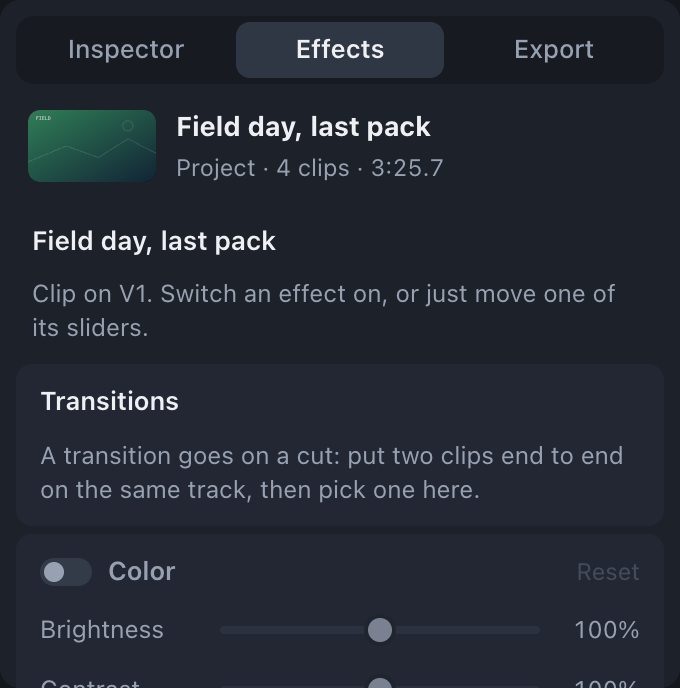 Inspector
Effects
Export
FIELD
Field day, last pack
Project · 4 clips · 3:25.7
Field day, last pack
Clip on V1. Switch an effect on, or just move one of
its sliders.
Transitions
A transition goes on a cut: put two clips end to end
on the same track, then pick one here.
Color
Reset
Brightness
100%
Contrast
100%